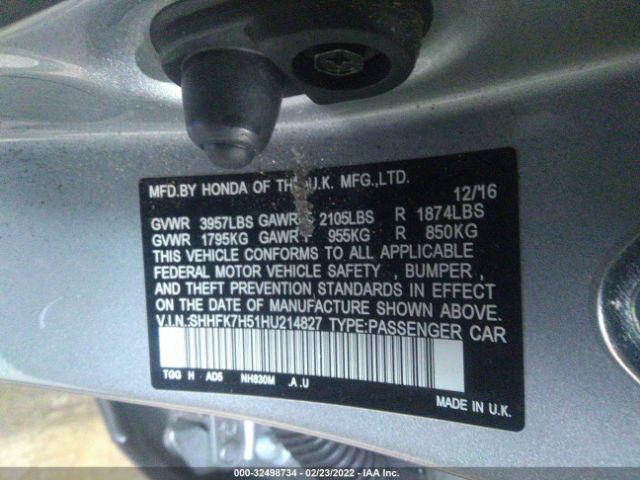 MFD.BY HONDA OF THE U.K. MFG.,LTD.
12/16
GVWR 3957LBS GAWR 2105LBS R 1874LBS
GVWR 1795KG GAWR F 955KG R 850KG
THIS VEHICLE CONFORMS TO ALL APPLICABLE
FEDERAL MOTOR VEHICLE SAFETY , BUMPER ,
AND THEFT PREVENTION STANDARDS IN EFFECT
ON THE DATE OF MANUFACTURE SHOWN ABOVE.
V.I.N.:SHHFK7H51HU214827 TYPE:PASSENGER CAR
TGG H AD5 NH830M .A .U
MADE IN U.K.
000-32498734 - 02/23/2022 - IAA Inc.